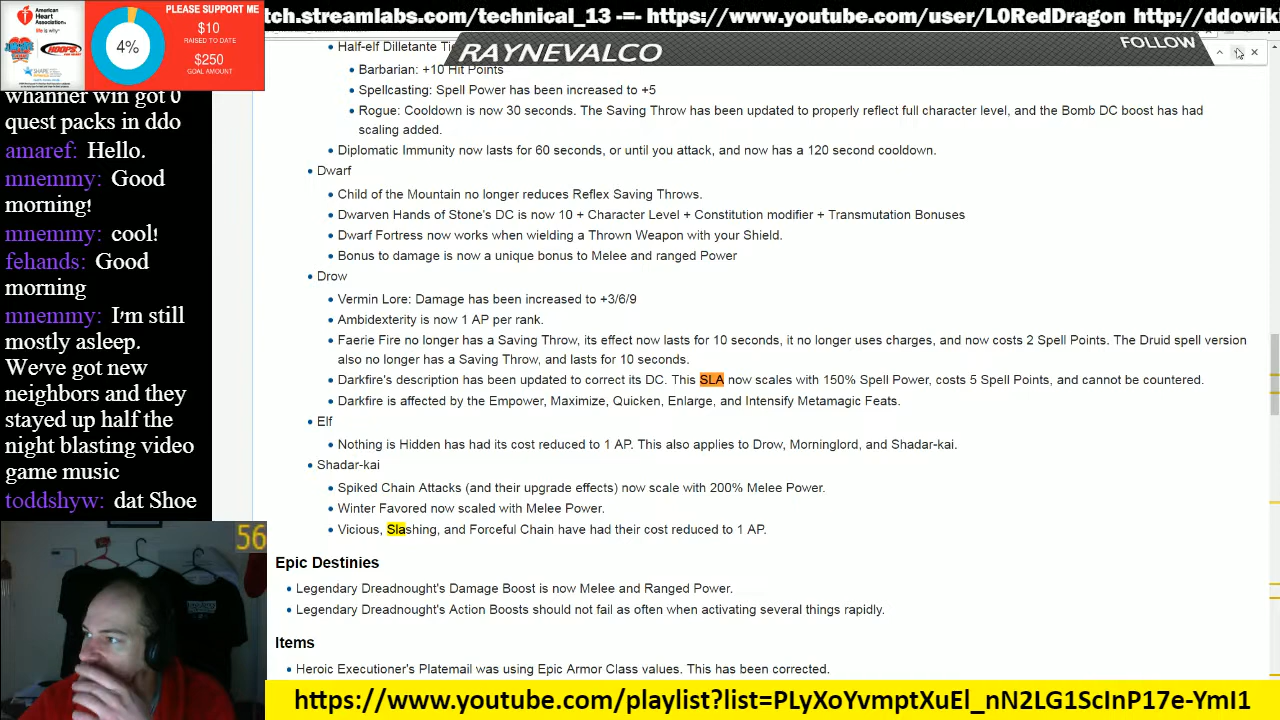 tch.streamlabs.com/technical_13 -=- https://www.youtube.com/user/L0RedDragon http://ddowik
American
Heart
Association®
life is why™
4%
PLEASE SUPPORT ME
$10
RAISED TO DATE
$250
GOAL AMOUNT
RAYNEVALCO
FOLLOW
whanner win got 0
quest packs in ddo
amaref: Hello.
mnemmy: Good
morning!
mnemmy: cool!
fehands: Good
morning
mnemmy: I'm still
mostly asleep.
We've got new
neighbors and they
stayed up half the
night blasting video
game music
toddshyw: dat Shoe
56
Half-elf Dilletante Ti
Barbarian: +10 Hit Points
Spellcasting: Spell Power has been increased to +5
Rogue: Cooldown is now 30 seconds. The Saving Throw has been updated to properly reflect full character level, and the Bomb DC boost has had
scaling added.
Diplomatic Immunity now lasts for 60 seconds, or until you attack, and now has a 120 second cooldown.
Dwarf
Child of the Mountain no longer reduces Reflex Saving Throws.
Dwarven Hands of Stone's DC is now 10 + Character Level + Constitution modifier + Transmutation Bonuses
Dwarf Fortress now works when wielding a Thrown Weapon with your Shield.
Bonus to damage is now a unique bonus to Melee and ranged Power
Drow
Vermin Lore: Damage has been increased to +3/6/9
Ambidexterity is now 1 AP per rank.
Faerie Fire no longer has a Saving Throw, its effect now lasts for 10 seconds, it no longer uses charges, and now costs 2 Spell Points. The Druid spell version
also no longer has a Saving Throw, and lasts for 10 seconds.
Darkfire's description has been updated to correct its DC. This SLA now scales with 150% Spell Power, costs 5 Spell Points, and cannot be countered.
Darkfire is affected by the Empower, Maximize, Quicken, Enlarge, and Intensify Metamagic Feats.
Elf
Nothing is Hidden has had its cost reduced to 1 AP. This also applies to Drow, Morninglord, and Shadar-kai.
Shadar-kai
Spiked Chain Attacks (and their upgrade effects) now scale with 200% Melee Power.
Winter Favored now scaled with Melee Power.
Vicious, Slashing, and Forceful Chain have had their cost reduced to 1 AP.
Epic Destinies
Legendary Dreadnought's Damage Boost is now Melee and Ranged Power.
Legendary Dreadnought's Action Boosts should not fail as often when activating several things rapidly.
Items
Heroic Executioner's Platemail was using Epic Armor Class values. This has been corrected.
https://www.youtube.com/playlist?list=PLyXoYvmptXuEl_nN2LG1ScInP17e-YmI1